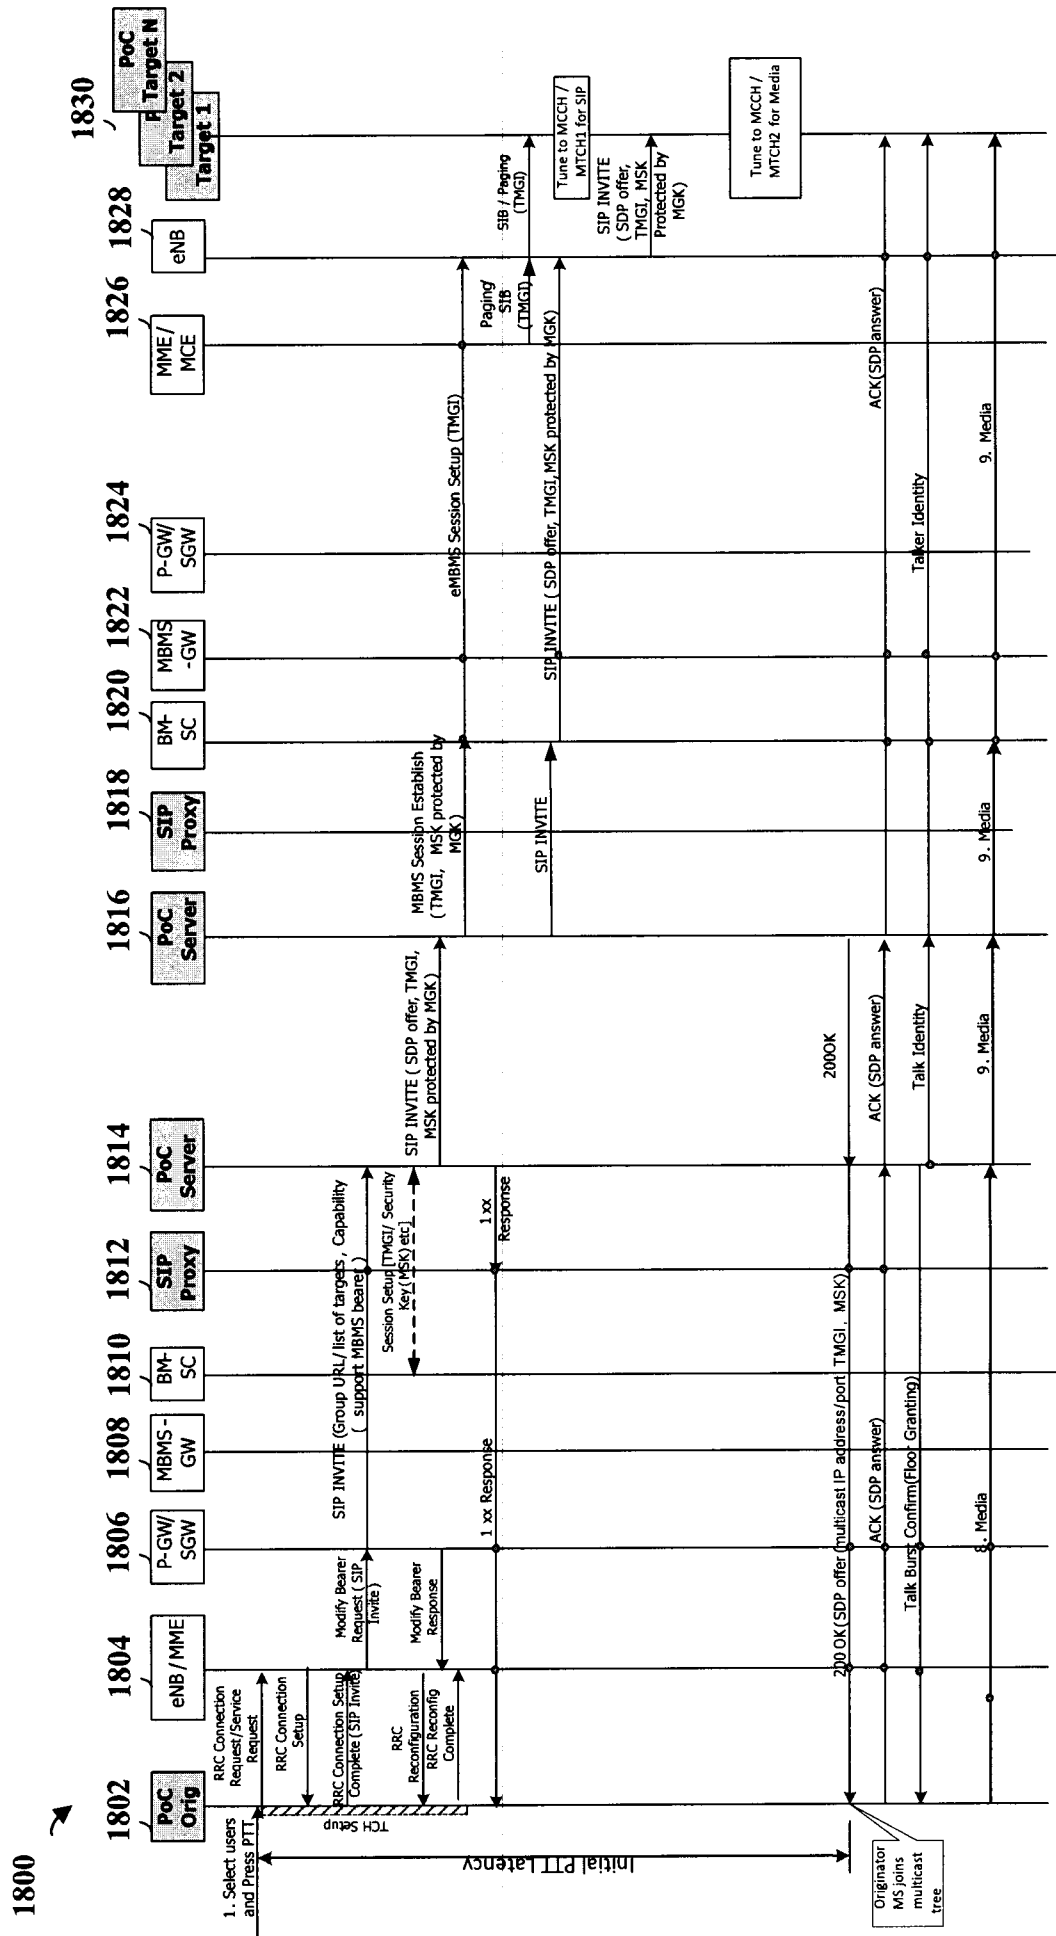 1800
1802
PoC
Orig
1804
eNB/MME
1806
P-GW/
SGW
1808
MBMS -
GW
1810
BM-
SC
1812
SIP
Proxy
1814
PoC
Server
1816
PoC
Server
1818
SIP
Proxy
1820
BM-
SC
1822
MBMS
-GW
1824
P-GW/
SGW
1826
MME/
MCE
1828
eNB
1830
PoC
Target N
Target 2
Target 1
1. Select users
and Press PTT
TCH Setup
Initial PTT Latency
RRC Connection
Request/Service
Request
RRC Connection
Setup
RRC Connection Setup
Complete (SIP Invite)
Modify Bearer
Request (SIP
Invite)
SIP INVITE (Group URL/ list of targets, Capability
( support MBMS bearer )
Session Setup [TMGI/ Security
Key (MSK) etc]
RRC
Reconfiguration
RRC Reconfig
Complete
Modify Bearer
Response
SIP INVITE ( SDP offer, TMGI,
MSK protected by MGK)
MBMS Session Establish
(TMGI, MSK protected by
MGK)
eMBMS Session Setup (TMGI)
Paging/
SIB
(TMGI)
SIB / Paging
(TMGI)
1 xx Response
1 xx
Response
SIP INVITE
SIP INVITE ( SDP offer, TMGI,MSK protected by MGK)
Tune to MCCH /
MTCH1 for SIP
SIP INVITE
( SDP offer,
TMGI, MSK
Protected by
MGK)
Tune to MCCH /
MTCH2 for Media
200OK
200 OK (SDP offer (multicast IP address/port TMGI, MSK)
Originator
MS joins
multicast
tree
ACK ( SDP answer)
ACK (SDP answer)
ACK (SDP answer)
Talk Burst Confirm(Floor Granting)
Talk Identity
Talker Identity
8. Media
9. Media
9. Media
9. Media